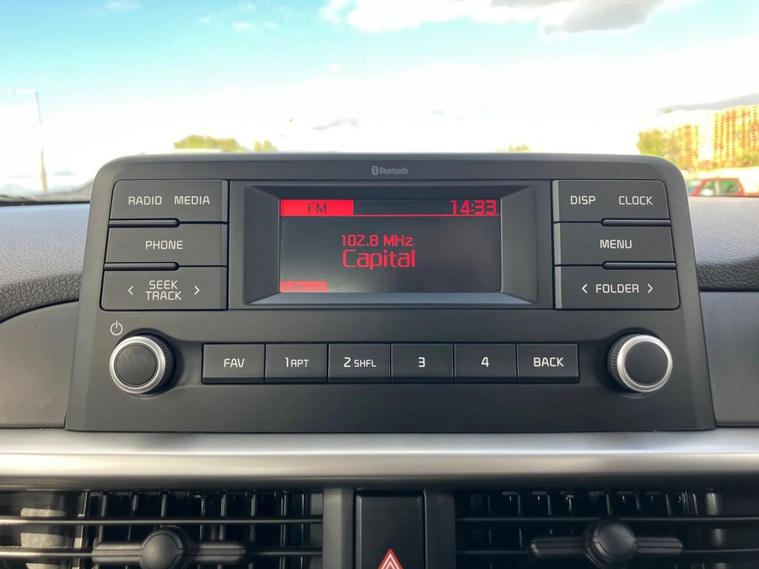 Bluetooth
RADIO MEDIA
PHONE
< SEEK TRACK >
FM 14:33
102.8 MHz
Capital
DISP CLOCK
MENU
< FOLDER >
FAV
1 RPT
2 SHFL
3
4
BACK